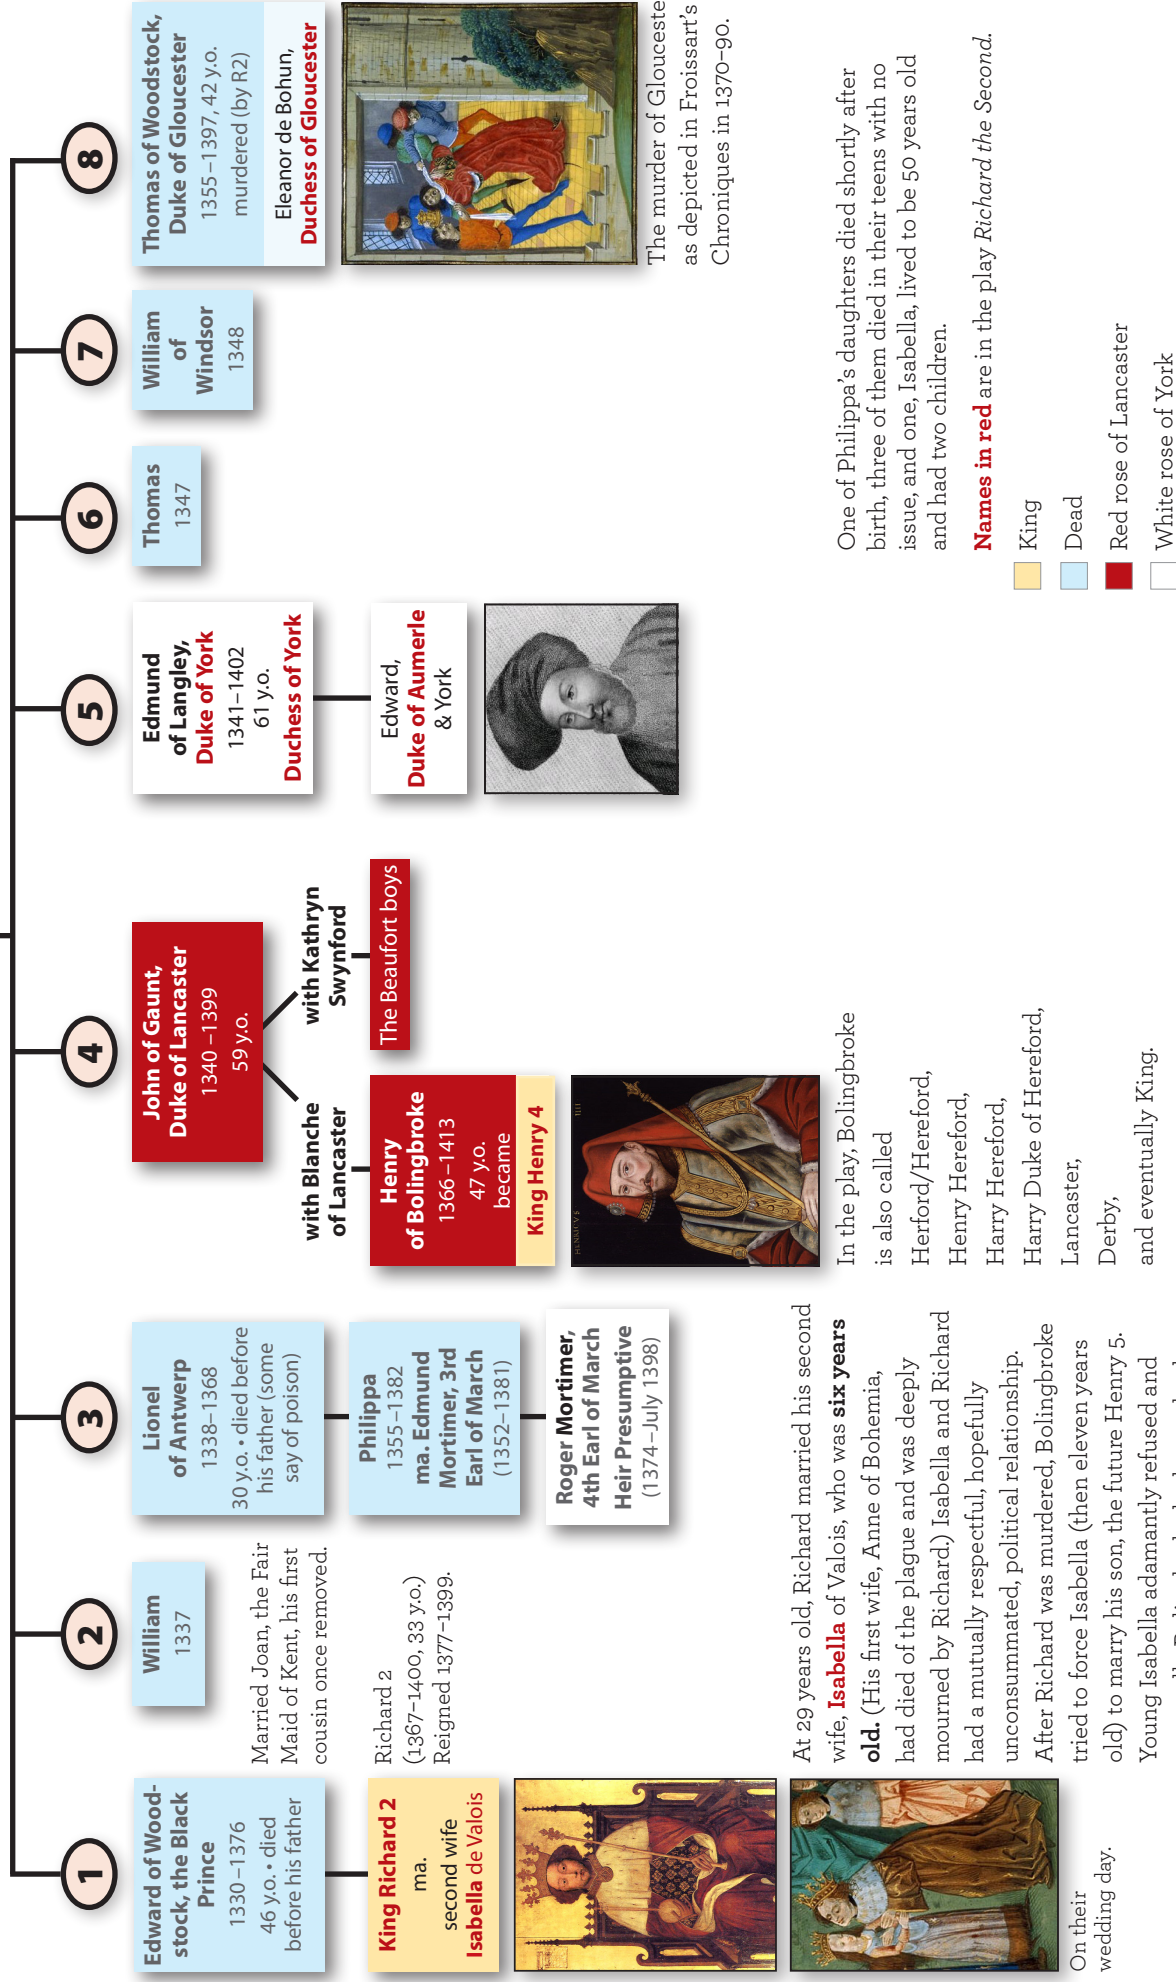 1
Edward of Wood-
stock, the Black
Prince
1330–1376
46 y.o. • died
before his father
Married Joan, the Fair
Maid of Kent, his first
cousin once removed.
King Richard 2
ma.
second wife
Isabella de Valois
Richard 2
(1367–1400, 33 y.o.)
Reigned 1377–1399.
On their
wedding day.
At 29 years old, Richard married his second
wife, Isabella of Valois, who was six years
old. (His first wife, Anne of Bohemia,
had died of the plague and was deeply
mourned by Richard.) Isabella and Richard
had a mutually respectful, hopefully
unconsummated, political relationship.
After Richard was murdered, Bolingbroke
tried to force Isabella (then eleven years
old) to marry his son, the future Henry 5.
Young Isabella adamantly refused and
2
William
1337
3
Lionel
of Antwerp
1338–1368
30 y.o. • died before
his father (some
say of poison)
Philippa
1355–1382
ma. Edmund
Mortimer, 3rd
Earl of March
(1352–1381)
Roger Mortimer,
4th Earl of March
Heir Presumptive
(1374–July 1398)
4
John of Gaunt,
Duke of Lancaster
1340 –1399
59 y.o.
with Blanche
of Lancaster
with Kathryn
Swynford
Henry
of Bolingbroke
1366–1413
47 y.o.
became
King Henry 4
The Beaufort boys
HENRICVS IIII
In the play, Bolingbroke
is also called
Herford/Hereford,
Henry Hereford,
Harry Hereford,
Harry Duke of Hereford,
Lancaster,
Derby,
and eventually King.
5
Edmund
of Langley,
Duke of York
1341–1402
61 y.o.
Duchess of York
Edward,
Duke of Aumerle
& York
6
Thomas
1347
7
William
of
Windsor
1348
8
Thomas of Woodstock,
Duke of Gloucester
1355–1397, 42 y.o.
murdered (by R2)
Eleanor de Bohun,
Duchess of Gloucester
The murder of Glouceste
as depicted in Froissart's
Chroniques in 1370–90.
One of Philippa's daughters died shortly after
birth, three of them died in their teens with no
issue, and one, Isabella, lived to be 50 years old
and had two children.
Names in red are in the play Richard the Second.
King
Dead
Red rose of Lancaster
White rose of York